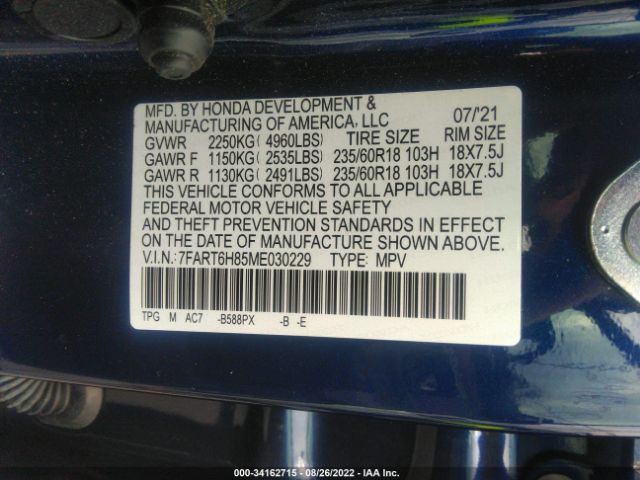 MFD. BY HONDA DEVELOPMENT &
MANUFACTURING OF AMERICA, LLC 07/'21
GVWR 2250KG( 4960LBS) TIRE SIZE RIM SIZE
GAWR F 1150KG( 2535LBS) 235/60R18 103H 18X7.5J
GAWR R 1130KG( 2491LBS) 235/60R18 103H 18X7.5J
THIS VEHICLE CONFORMS TO ALL APPLICABLE
FEDERAL MOTOR VEHICLE SAFETY
AND THEFT PREVENTION STANDARDS IN EFFECT
ON THE DATE OF MANUFACTURE SHOWN ABOVE.
V.I.N.:7FART6H85ME030229 TYPE: MPV
TPG M AC7 -B588PX -B -E
000-34162715 - 08/26/2022 - IAA Inc.